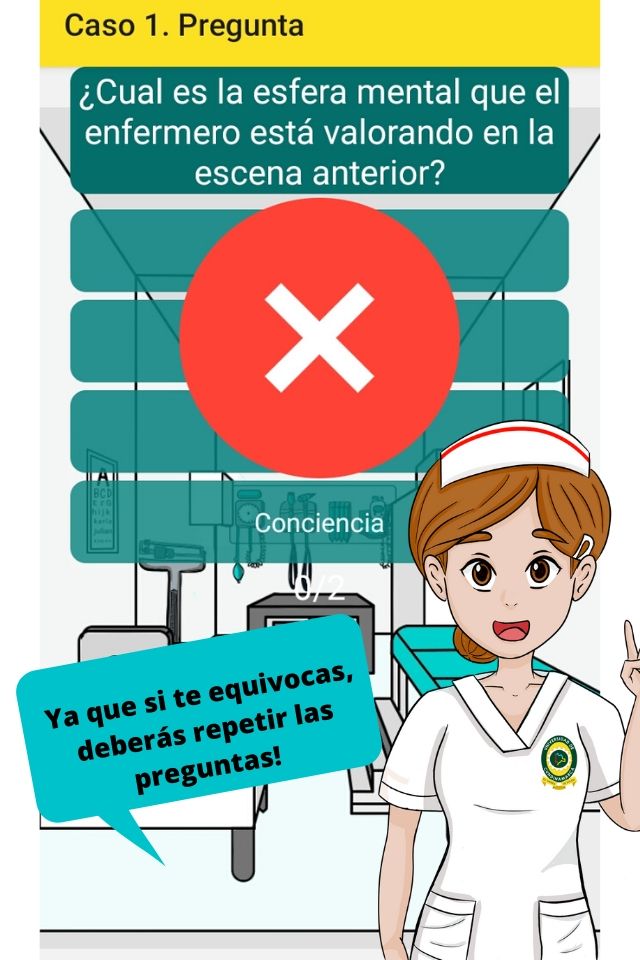 Caso 1. Pregunta
¿Cual es la esfera mental que el
enfermero está valorando en la
escena anterior?
Conciencia
0/2
Ya que si te equivocas,
deberás repetir las
preguntas!
A
BCD